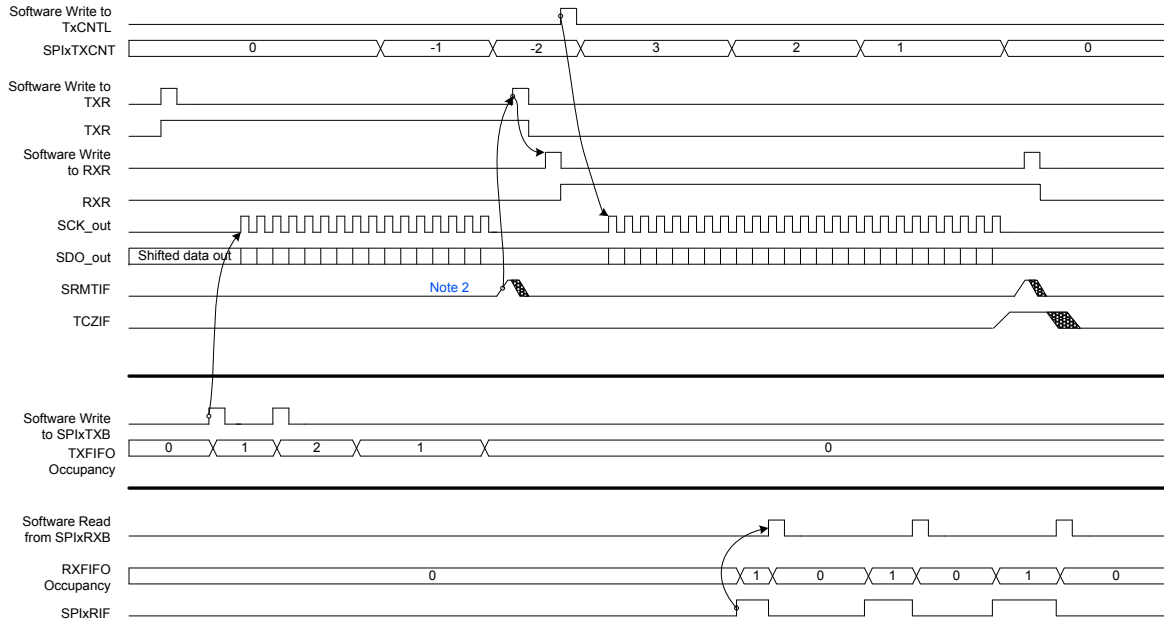 Software Write to
TxCNTL
SPIxTXCNT
0 -1 -2 3 2 1 0
Software Write to
TXR
TXR
Software Write
to RXR
RXR
SCK_out
SDO_out
Shifted data out
SRMTIF
Note 2
TCZIF
Software Write
to SPIxTXB
TXFIFO
Occupancy
0 1 2 1 0
Software Read
from SPIxRXB
RXFIFO
Occupancy
0 1 0 1 0 1 0
SPIxRIF